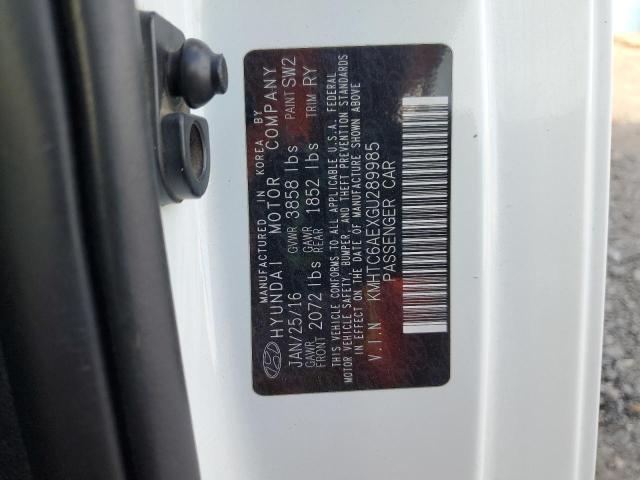 MANUFACTURED IN KOREA BY
HYUNDAI MOTOR COMPANY
JAN/25/16 GVWR 3858 lbs PAINT SW2
GAWR FRONT 2072 lbs GAWR REAR 1852 lbs TRIM RY
THIS VEHICLE CONFORMS TO ALL APPLICABLE U.S.A. FEDERAL
MOTOR VEHICLE SAFETY, BUMPER, AND THEFT PREVENTION STANDARDS
IN EFFECT ON THE DATE OF MANUFACTURE SHOWN ABOVE
V.I.N KMHTC6AEXGU289985
PASSENGER CAR